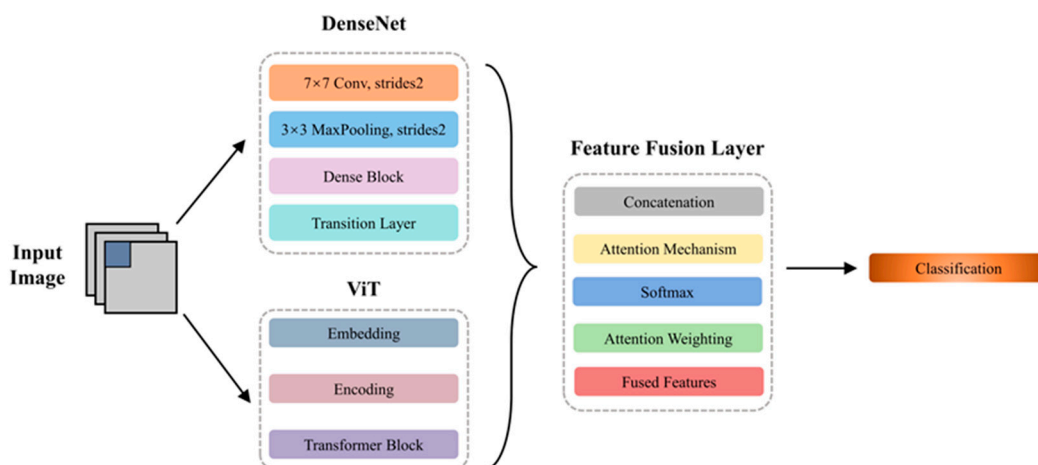 DenseNet
7×7 Conv, strides2
3×3 MaxPooling, strides2
Dense Block
Transition Layer
Input
Image
ViT
Embedding
Encoding
Transformer Block
Feature Fusion Layer
Concatenation
Attention Mechanism
Softmax
Attention Weighting
Fused Features
Classification